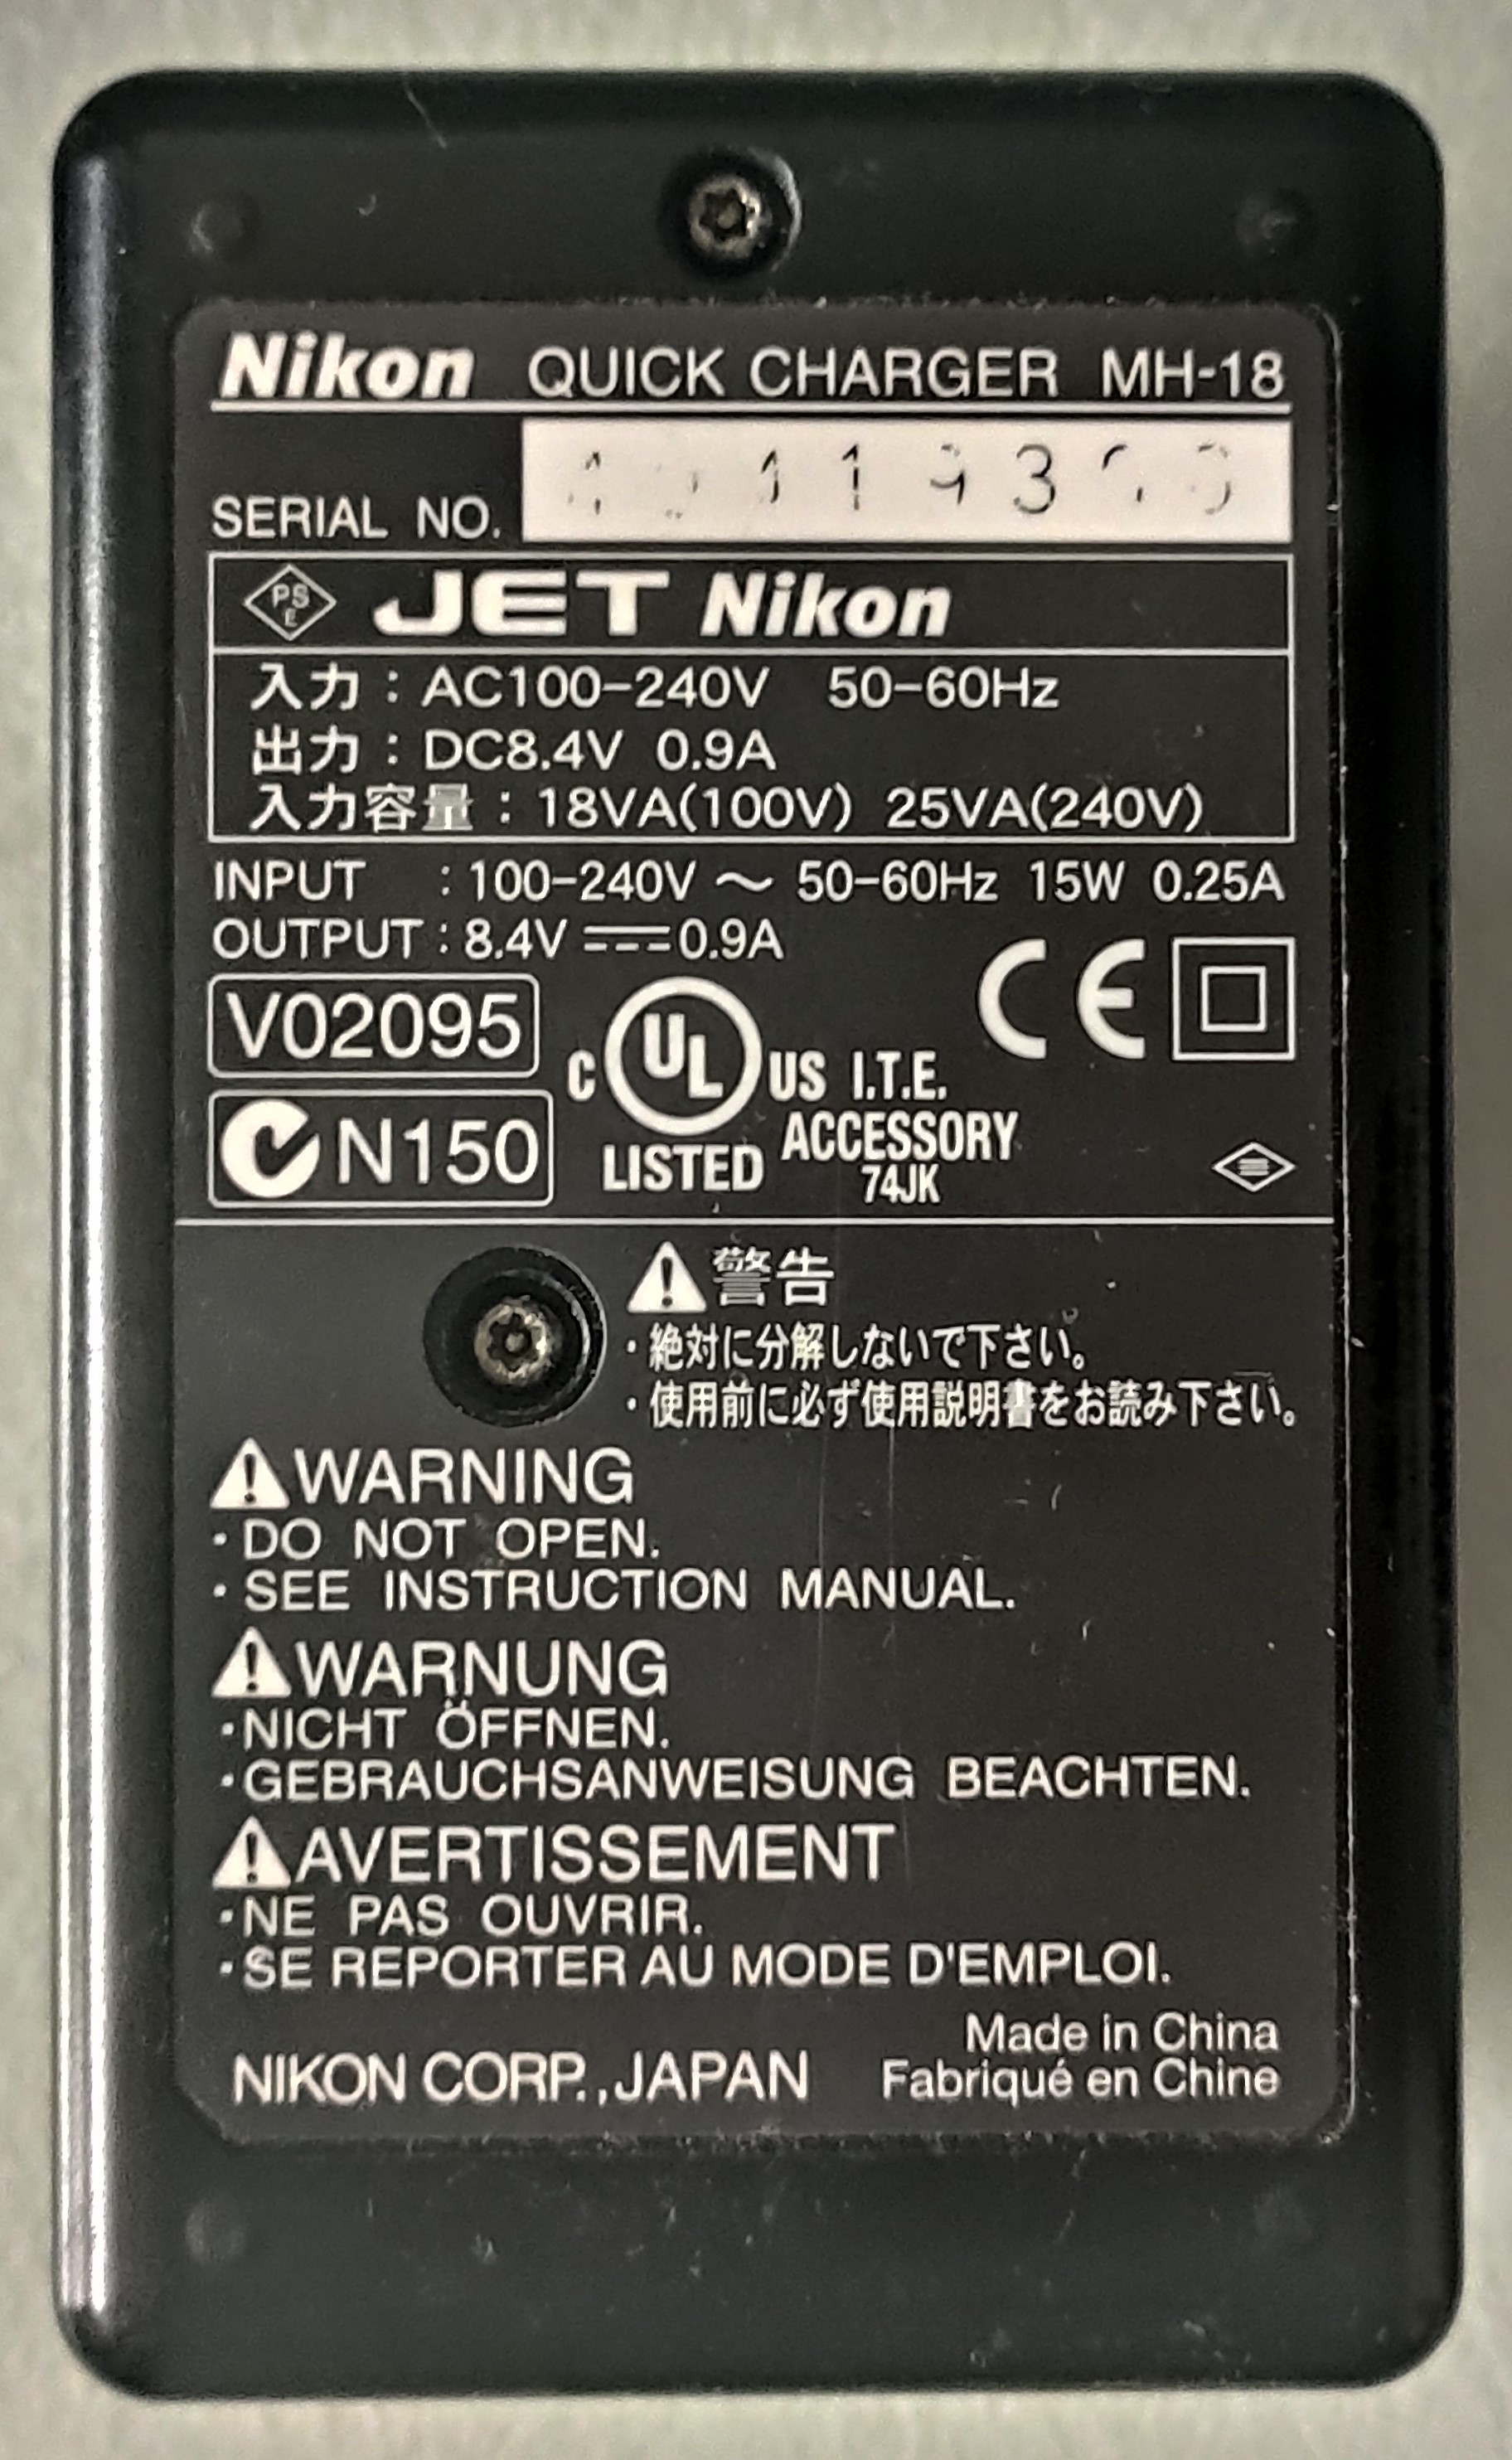 Nikon QUICK CHARGER MH-18
SERIAL NO.
PS E JET Nikon
入力：AC100-240V 50-60Hz
出力：DC8.4V 0.9A
入力容量：18VA(100V) 25VA(240V)
INPUT : 100-240V ～ 50-60Hz 15W 0.25A
OUTPUT : 8.4V ⎓ 0.9A
CE
V02095
C UL US I.T.E.
LISTED ACCESSORY
74JK
N150
警告
・絶対に分解しないで下さい。
・使用前に必ず使用説明書をお読み下さい。
WARNING
・DO NOT OPEN.
・SEE INSTRUCTION MANUAL.
WARNUNG
・NICHT ÖFFNEN.
・GEBRAUCHSANWEISUNG BEACHTEN.
AVERTISSEMENT
・NE PAS OUVRIR.
・SE REPORTER AU MODE D'EMPLOI.
Made in China
NIKON CORP.,JAPAN Fabriqué en Chine